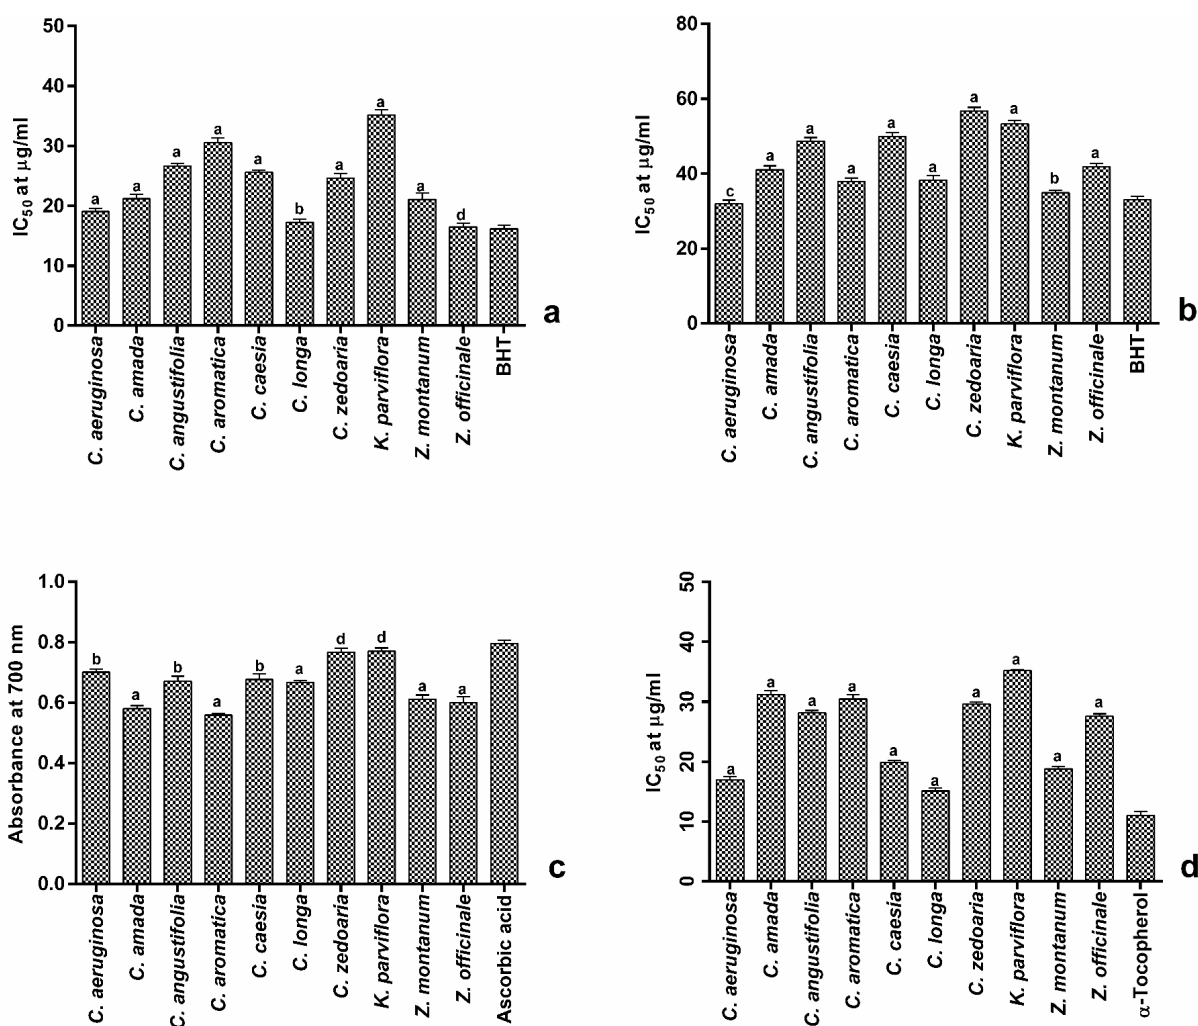 50
40
30
20
10
0
IC50 at μg/ml
a
a
a
a
a
b
a
a
a
d
C. aeruginosa
C. amada
C. angustifolia
C. aromatica
C. caesia
C. longa
C. zedoaria
K. parviflora
Z. montanum
Z. officinale
BHT
a
80
60
40
20
0
IC50 at μg/ml
c
a
a
a
a
a
a
a
b
a
C. aeruginosa
C. amada
C. angustifolia
C. aromatica
C. caesia
C. longa
C. zedoaria
K. parviflora
Z. montanum
Z. officinale
BHT
b
1.0
0.8
0.6
0.4
0.2
0.0
Absorbance at 700 nm
b
a
b
a
b
a
d
d
a
a
C. aeruginosa
C. amada
C. angustifolia
C. aromatica
C. caesia
C. longa
C. zedoaria
K. parviflora
Z. montanum
Z. officinale
Ascorbic acid
c
50
40
30
20
10
0
IC50 at μg/ml
a
a
a
a
a
a
a
a
a
a
C. aeruginosa
C. amada
C. angustifolia
C. aromatica
C. caesia
C. longa
C. zedoaria
K. parviflora
Z. montanum
Z. officinale
α-Tocopherol
d